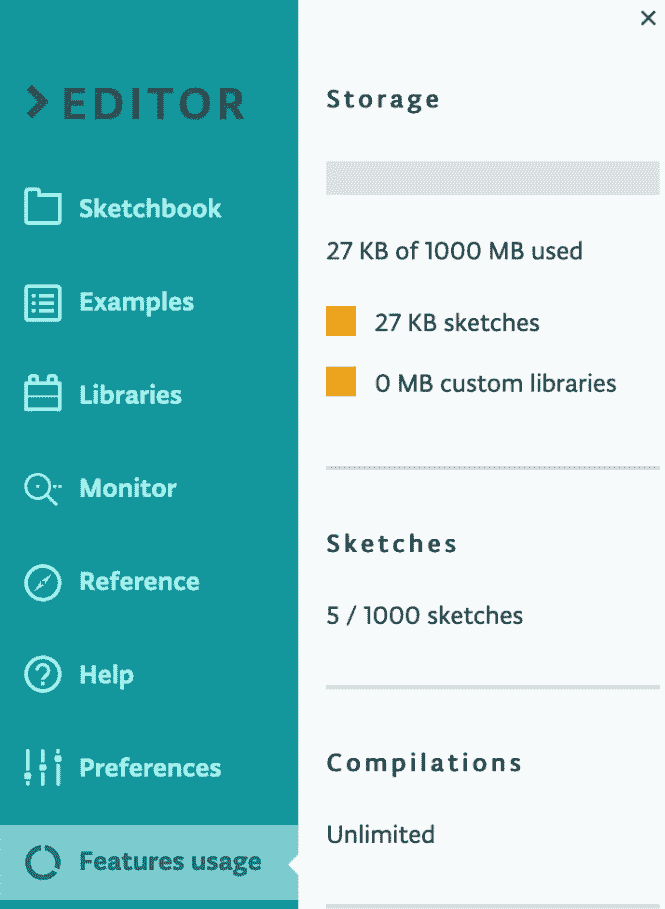 EDITOR
Sketchbook
Examples
Libraries
Monitor
Reference
Help
Preferences
Features usage
Storage
27 KB of 1000 MB used
27 KB sketches
0 MB custom libraries
Sketches
5 / 1000 sketches
Compilations
Unlimited